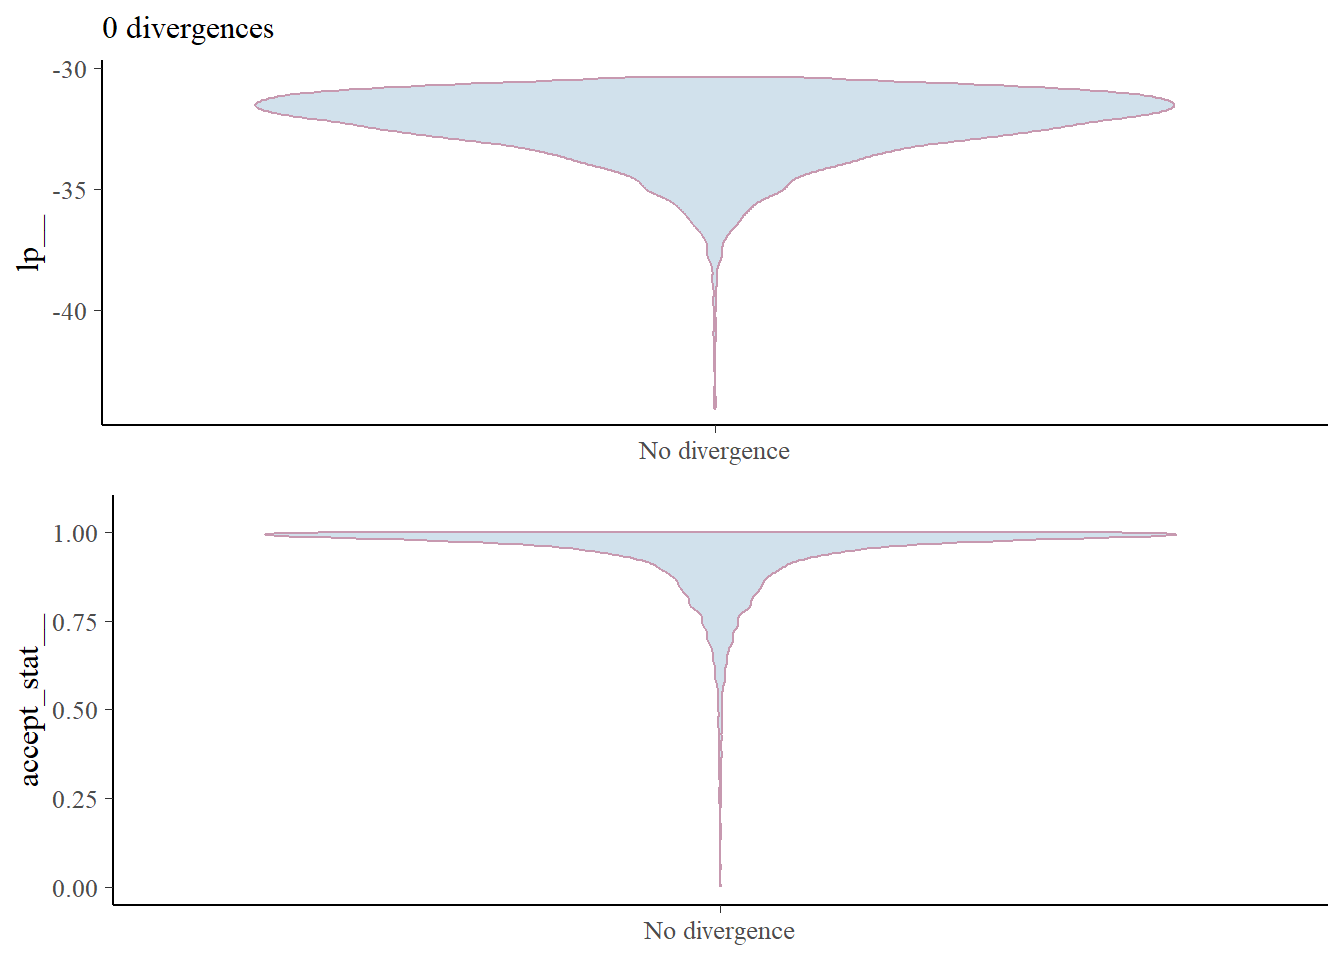 0 divergences
-30
-35
-40
lp__
No divergence
1.00
0.75
0.50
0.25
0.00
accept_stat__
No divergence